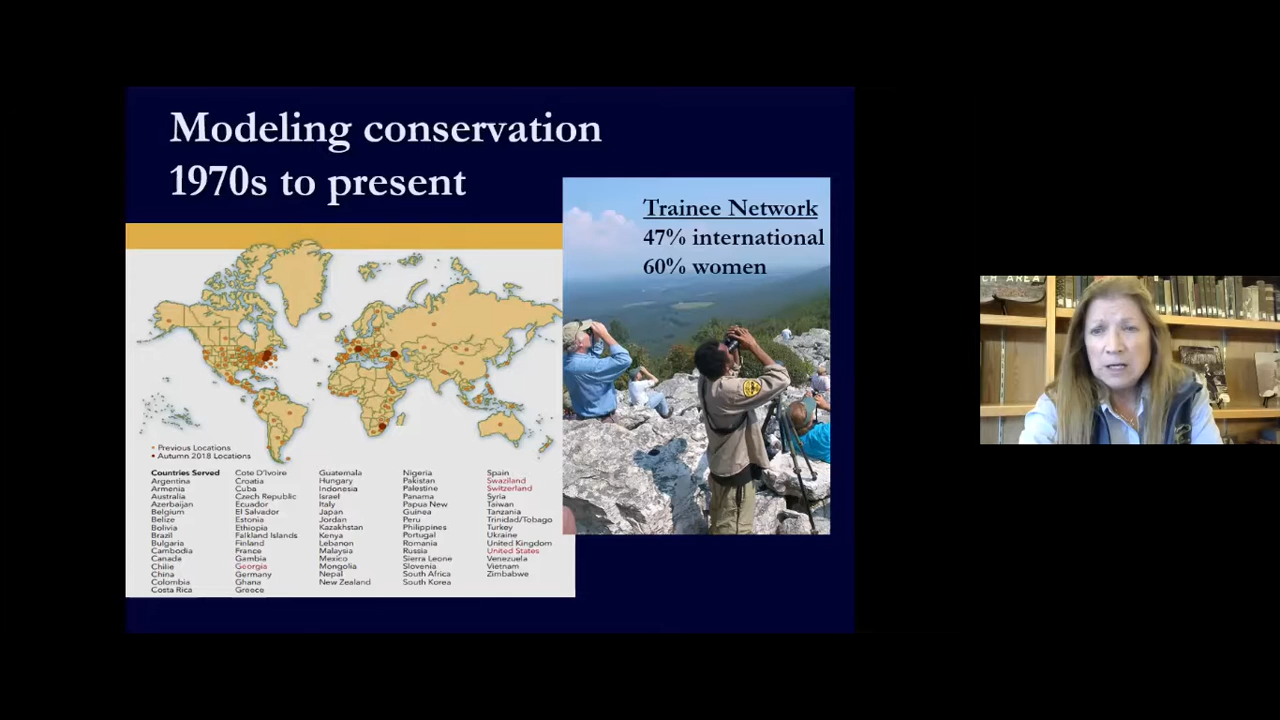 Modeling conservation
1970s to present
Trainee Network
47% international
60% women
Previous Locations
Autumn 2018 Locations
Countries Served
Argentina
Armenia
Australia
Azerbaijan
Belgium
Belize
Bolivia
Brazil
Bulgaria
Cambodia
Canada
Chilie
China
Colombia
Costa Rica
Cote D'Ivoire
Croatia
Cuba
Czech Republic
Ecuador
El Salvador
Estonia
Ethiopia
Falkland Islands
Finland
France
Gambia
Georgia
Germany
Ghana
Greece
Guatemala
Hungary
Indonesia
Israel
Italy
Japan
Jordan
Kazakhstan
Kenya
Lebanon
Malaysia
Mexico
Mongolia
Nepal
New Zealand
Nigeria
Pakistan
Palestine
Panama
Papua New
Guinea
Peru
Philippines
Portugal
Romania
Russia
Sierra Leone
Slovenia
South Africa
South Korea
Spain
Swaziland
Switzerland
Syria
Taiwan
Tanzania
Trinidad/Tobago
Turkey
Ukraine
United Kingdom
United States
Venezuela
Vietnam
Zimbabwe
CH AREA